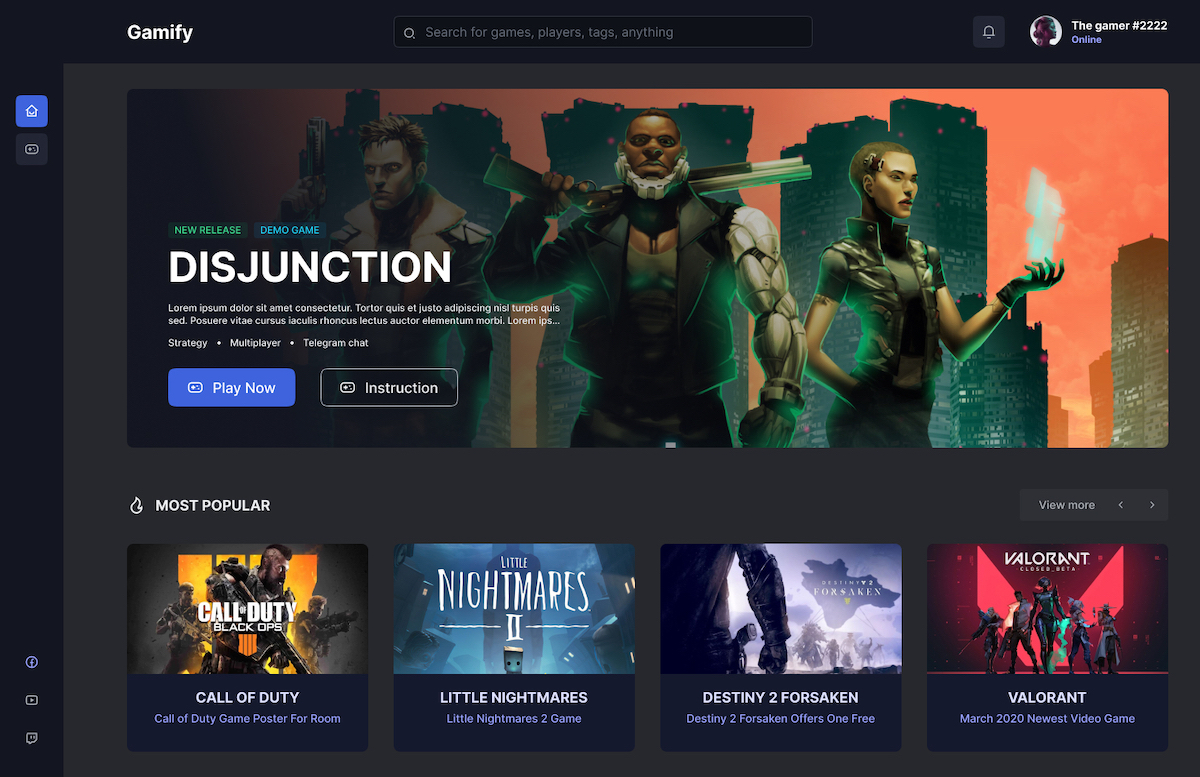 Gamify
Search for games, players, tags, anything
The gamer #2222
Online
NEW RELEASE
DEMO GAME
DISJUNCTION
Lorem ipsum dolor sit amet consectetur. Tortor quis et justo adipiscing nisl turpis quis
sed. Posuere vitae cursus iaculis rhoncus lectus auctor elementum morbi. Lorem ips...
Strategy • Multiplayer • Telegram chat
Play Now
Instruction
MOST POPULAR
View more
CALL OF DUTY
BLACK OPS
IIII
CALL OF DUTY
Call of Duty Game Poster For Room
LITTLE
NIGHTMARES
II
LITTLE NIGHTMARES
Little Nightmares 2 Game
DESTINY 2
FORSAKEN
DESTINY 2 FORSAKEN
Destiny 2 Forsaken Offers One Free
VALORANT
CLOSED_BETA
VALORANT
March 2020 Newest Video Game